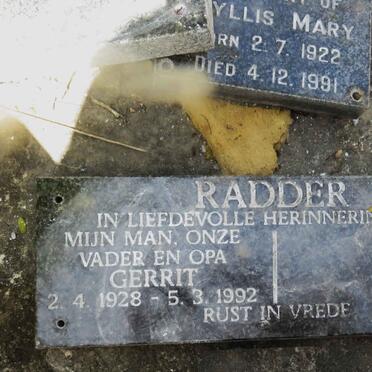 YLLIS MARY
RN 2.7.1922
DIED 4.12.1991
RADDER
IN LIEFDEVOLLE HERINNERIN
MIJN MAN, ONZE
VADER EN OPA
GERRIT
2.4.1928 - 5.3.1992
RUST IN VREDE